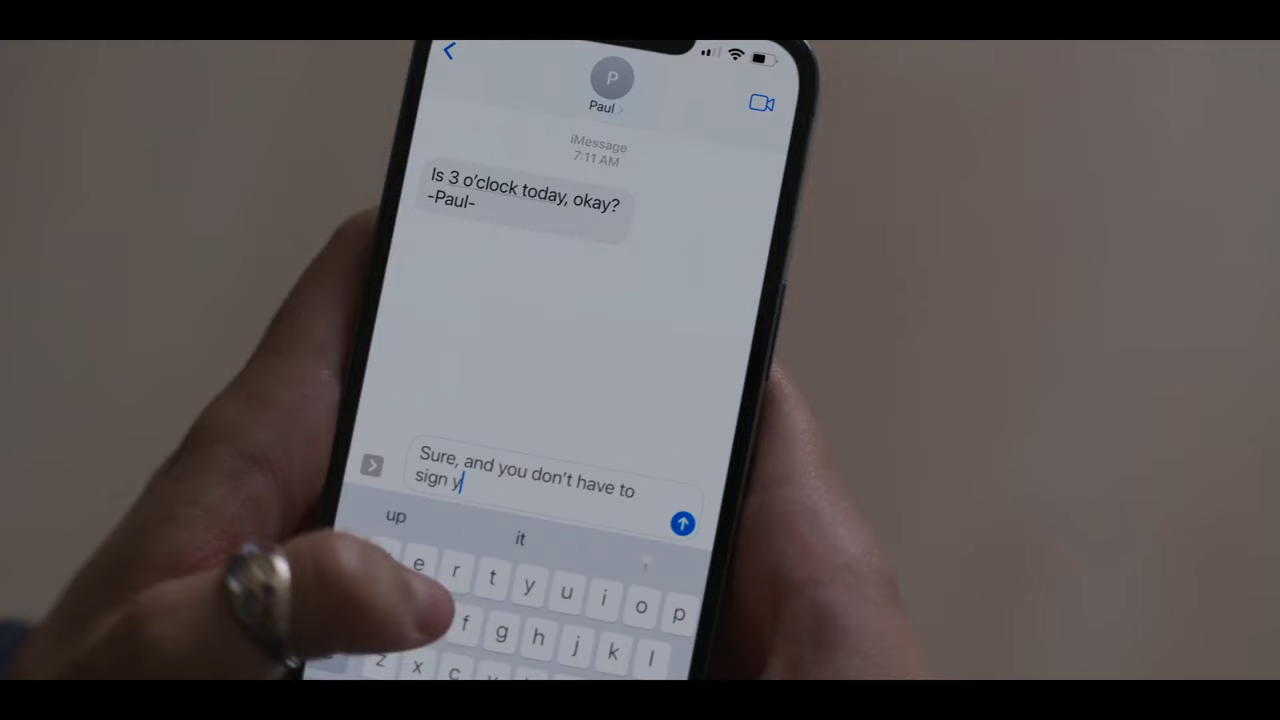 P
Paul
iMessage
7:11 AM
Is 3 o'clock today, okay?
-Paul-
Sure, and you don't have to
sign y
up
it
e r t y u i o p
f g h j k l
z x c v